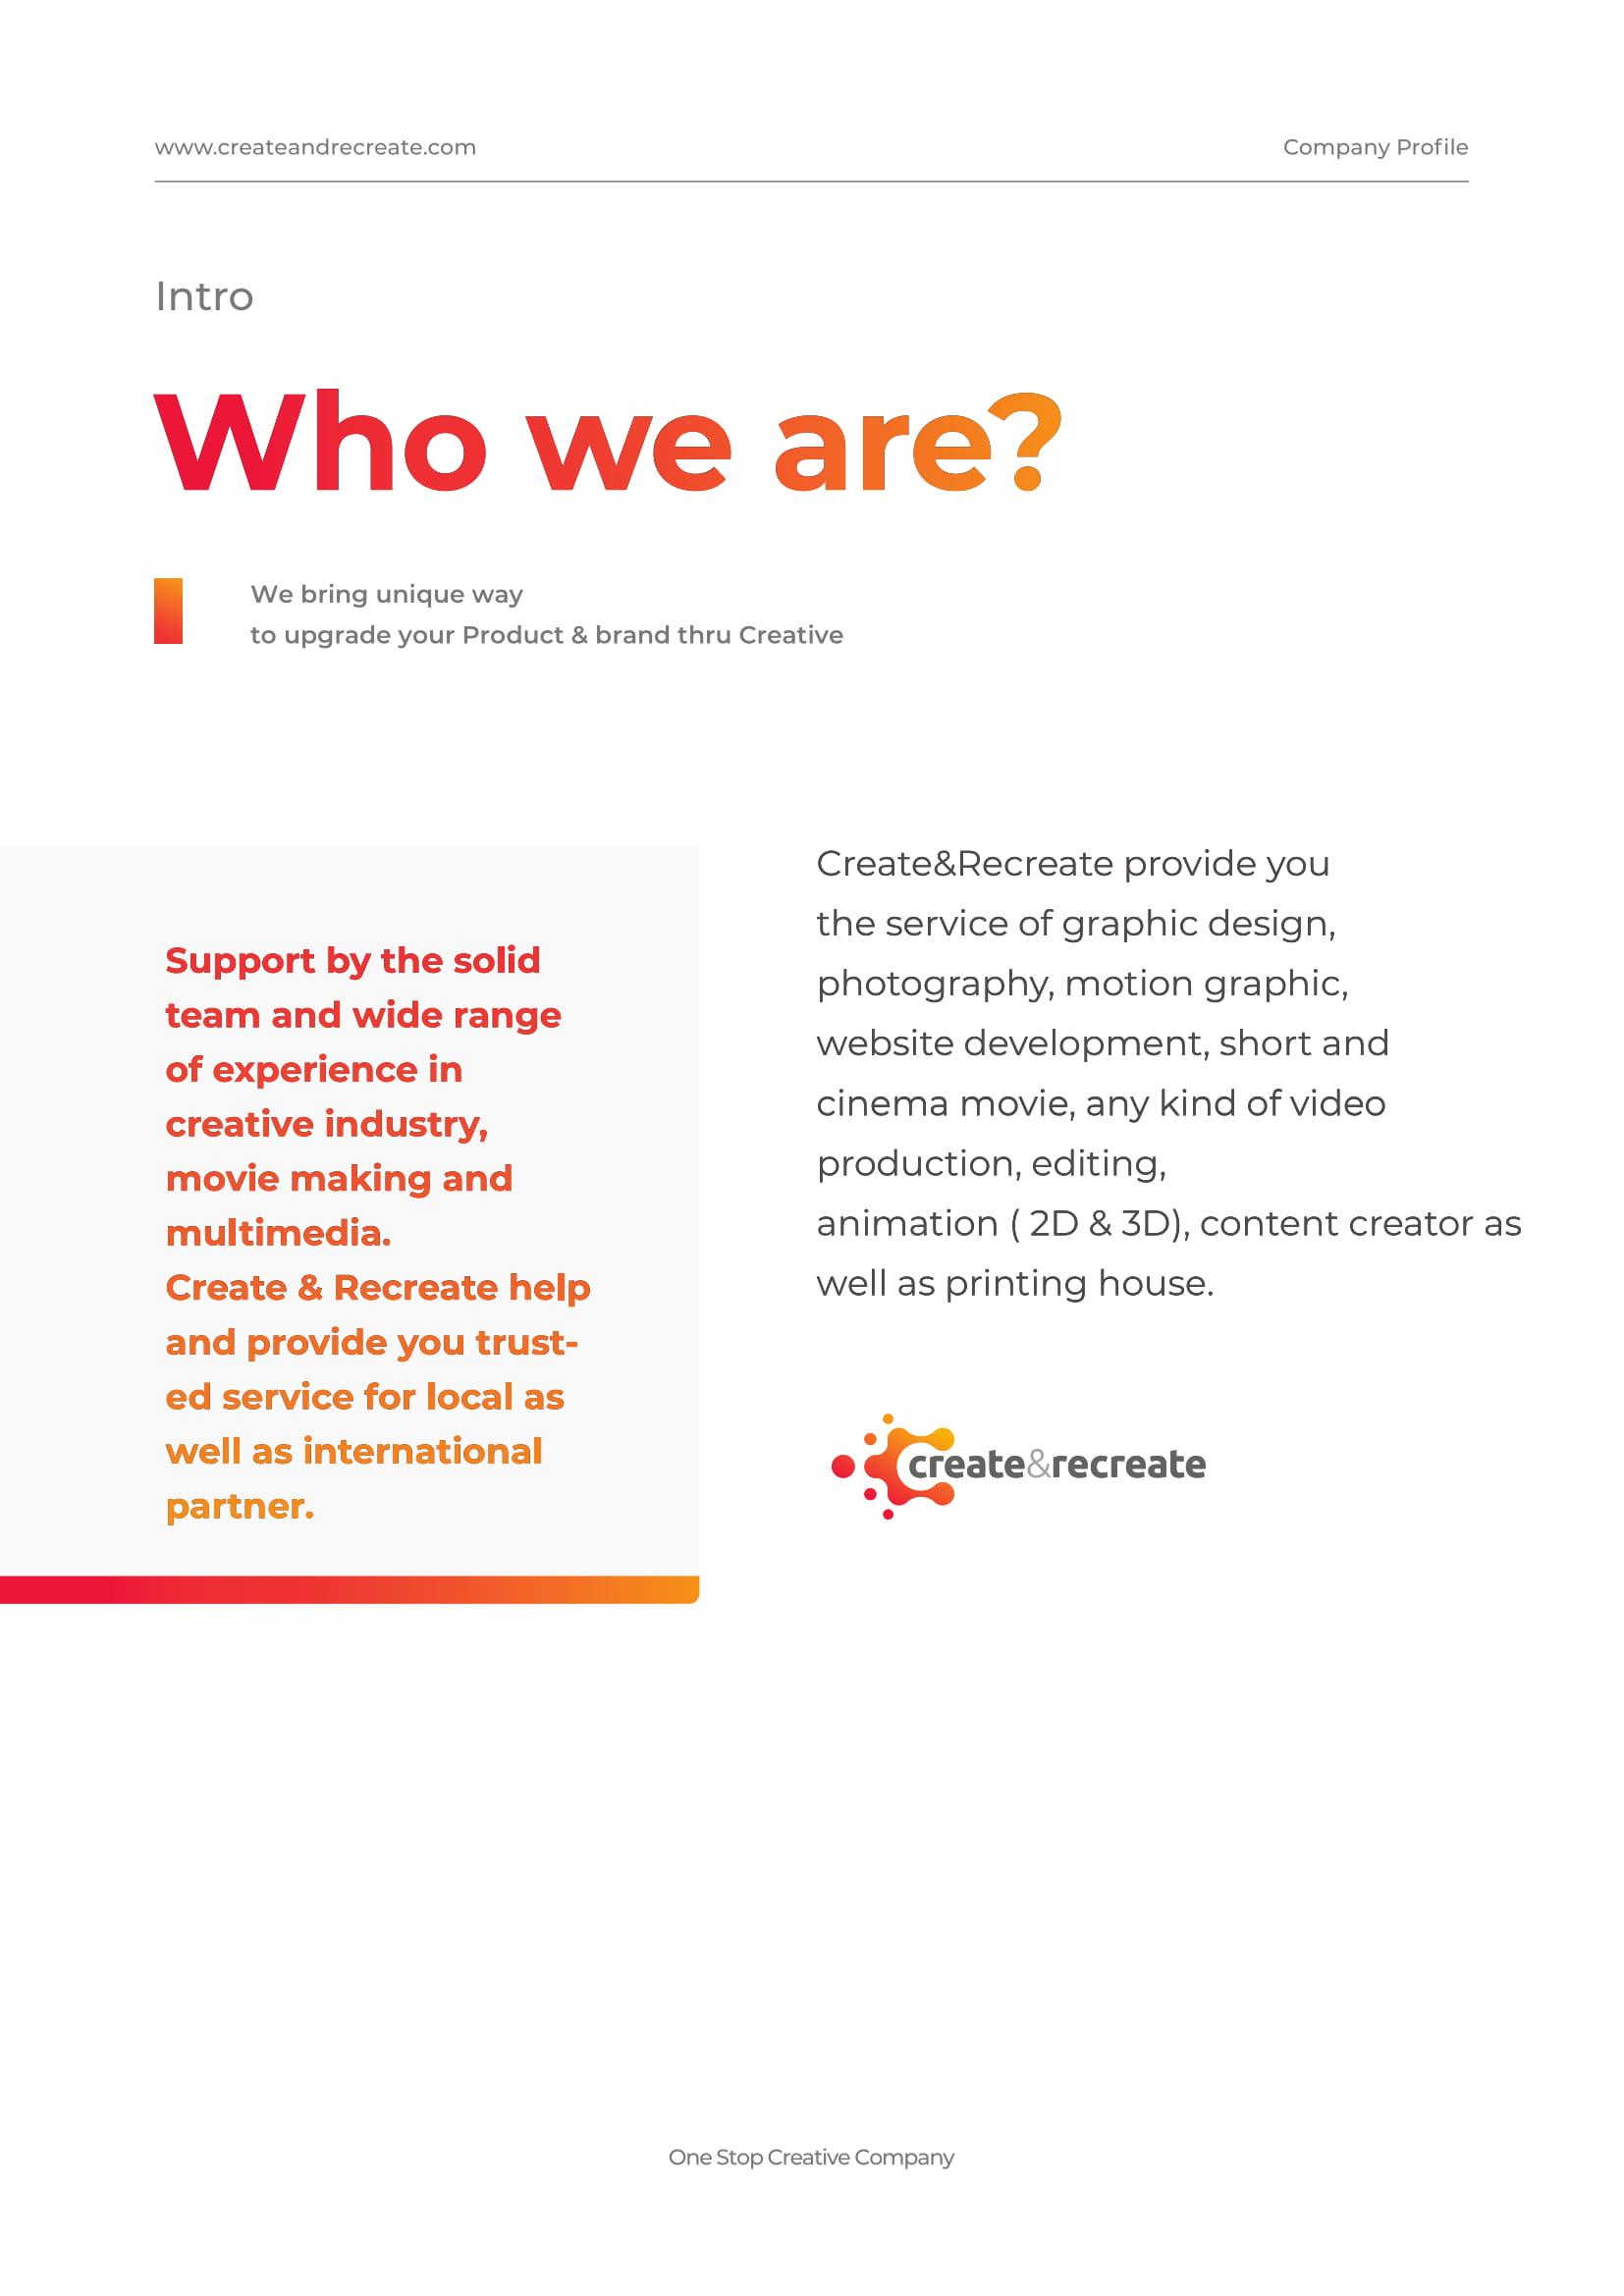 www.createandrecreate.com
Company Profile
Intro
Who we are?
We bring unique way
to upgrade your Product & brand thru Creative
Support by the solid
team and wide range
of experience in
creative industry,
movie making and
multimedia.
Create & Recreate help
and provide you trust-
ed service for local as
well as international
partner.
Create&Recreate provide you
the service of graphic design,
photography, motion graphic,
website development, short and
cinema movie, any kind of video
production, editing,
animation ( 2D & 3D), content creator as
well as printing house.
create&recreate
One Stop Creative Company